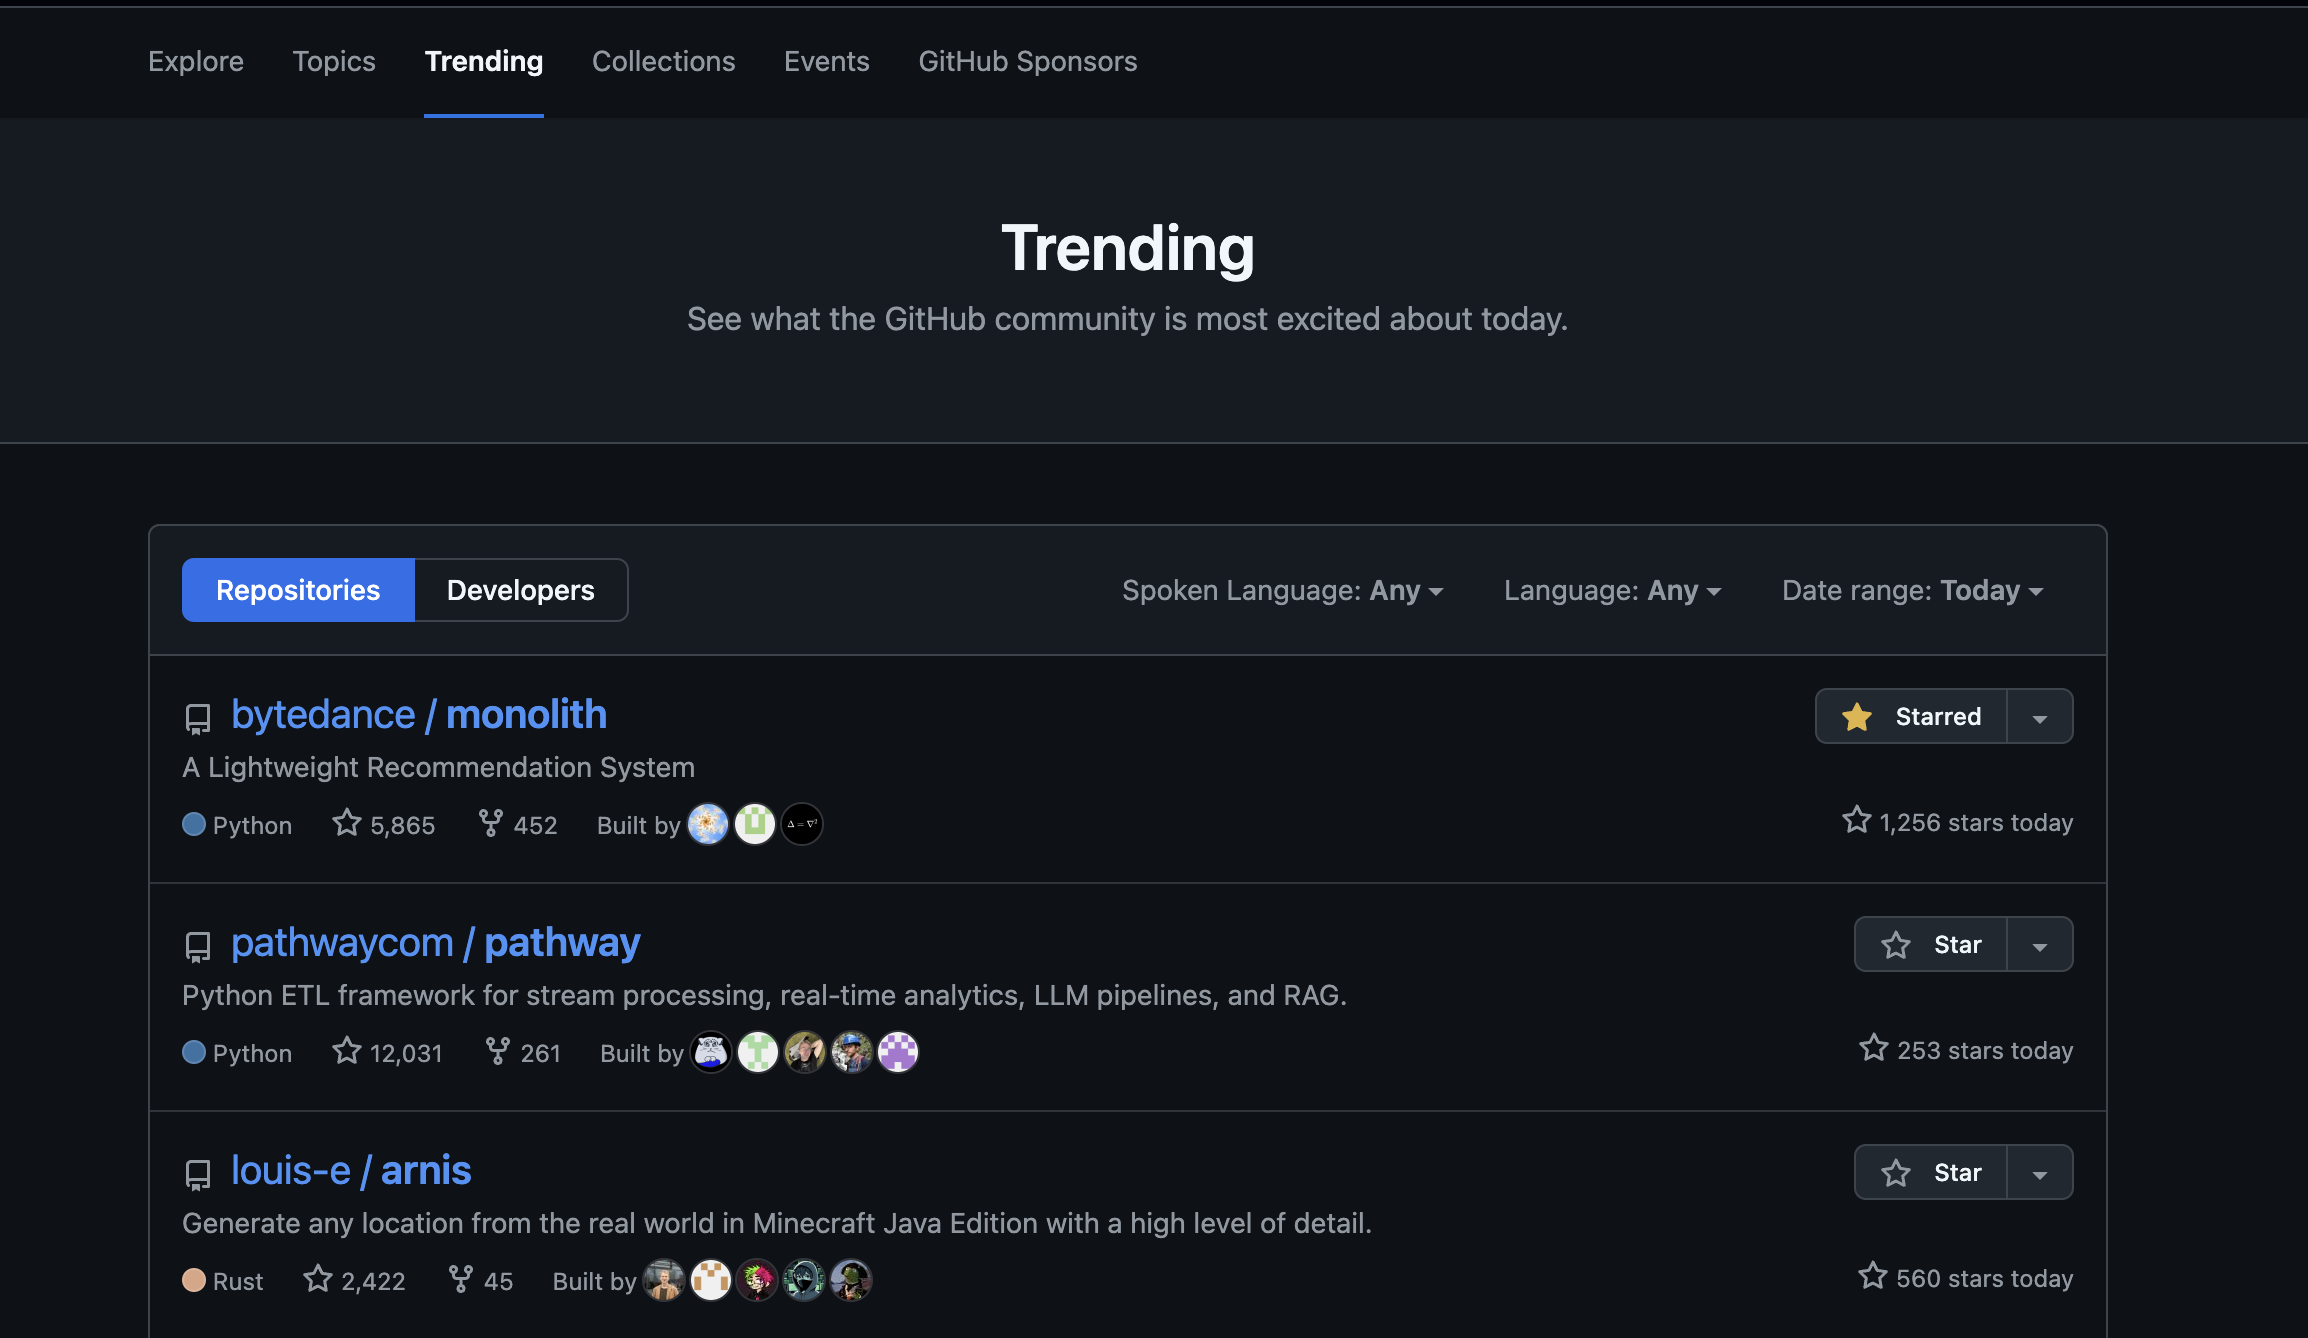 Explore Topics Trending Collections Events GitHub Sponsors
Trending
See what the GitHub community is most excited about today.
Repositories Developers Spoken Language: Any Language: Any Date range: Today
bytedance / monolith Starred
A Lightweight Recommendation System
Python 5,865 452 Built by Δ = ∇² 1,256 stars today
pathwaycom / pathway Star
Python ETL framework for stream processing, real-time analytics, LLM pipelines, and RAG.
Python 12,031 261 Built by 253 stars today
louis-e / arnis Star
Generate any location from the real world in Minecraft Java Edition with a high level of detail.
Rust 2,422 45 Built by 560 stars today